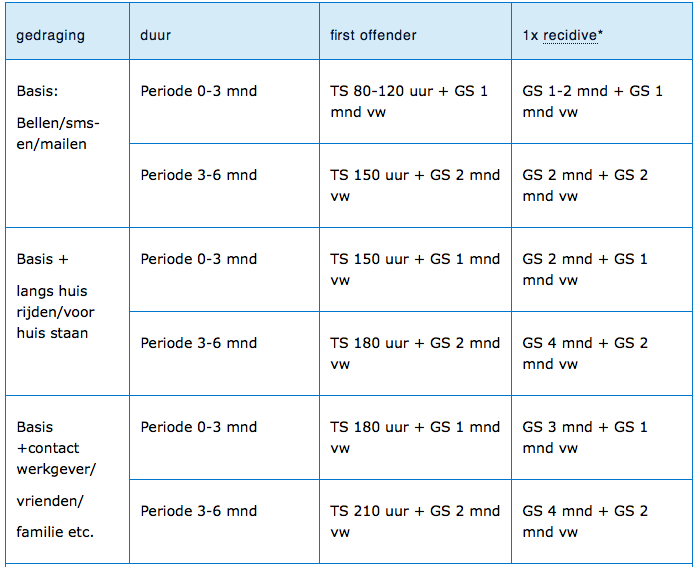 gedraging duur first offender 1x recidive*
Basis:
Bellen/sms-
en/mailen
Periode 0-3 mnd
TS 80-120 uur + GS 1
mnd vw
GS 1-2 mnd + GS 1
mnd vw
Periode 3-6 mnd
TS 150 uur + GS 2 mnd
vw
GS 2 mnd + GS 2
mnd vw
Basis +
langs huis
rijden/voor
huis staan
Periode 0-3 mnd
TS 150 uur + GS 1 mnd
vw
GS 2 mnd + GS 1
mnd vw
Periode 3-6 mnd
TS 180 uur + GS 2 mnd
vw
GS 4 mnd + GS 2
mnd vw
Basis
+contact
werkgever/
vrienden/
familie etc.
Periode 0-3 mnd
TS 180 uur + GS 1 mnd
vw
GS 3 mnd + GS 1
mnd vw
Periode 3-6 mnd
TS 210 uur + GS 2 mnd
vw
GS 4 mnd + GS 2
mnd vw